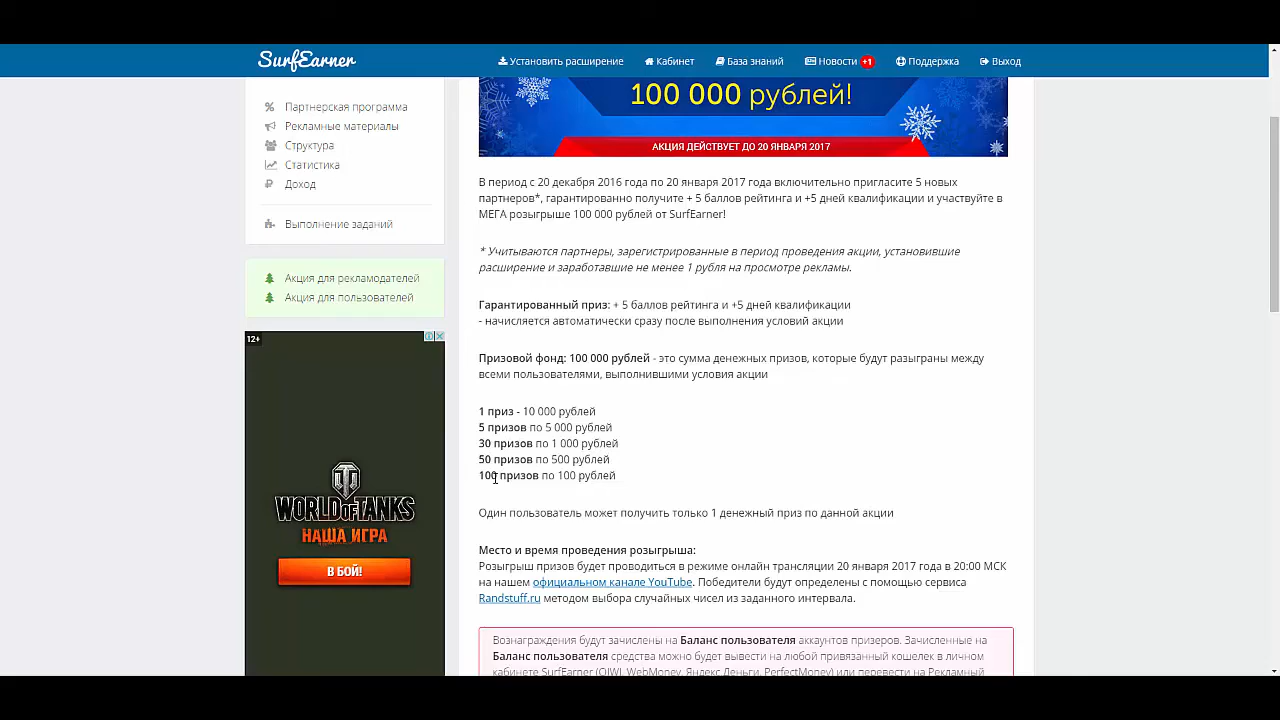 SurfEarner
Установить расширение
Кабинет
База знаний
Новости +1
Поддержка
Выход
Партнерская программа
Рекламные материалы
Структура
Статистика
Доход
Выполнение заданий
Акция для рекламодателей
Акция для пользователей
12+
WORLD OF TANKS
НАША ИГРА
В БОЙ!
100 000 рублей!
АКЦИЯ ДЕЙСТВУЕТ ДО 20 ЯНВАРЯ 2017
В период с 20 декабря 2016 года по 20 января 2017 года включительно пригласите 5 новых
партнеров*, гарантированно получите + 5 баллов рейтинга и +5 дней квалификации и участвуйте в
МЕГА розыгрыше 100 000 рублей от SurfEarner!
* Учитываются партнеры, зарегистрированные в период проведения акции, установившие
расширение и заработавшие не менее 1 рубля на просмотре рекламы.
Гарантированный приз: + 5 баллов рейтинга и +5 дней квалификации
- начисляется автоматически сразу после выполнения условий акции
Призовой фонд: 100 000 рублей - это сумма денежных призов, которые будут разыграны между
всеми пользователями, выполнившими условия акции
1 приз - 10 000 рублей
5 призов по 5 000 рублей
30 призов по 1 000 рублей
50 призов по 500 рублей
100 призов по 100 рублей
Один пользователь может получить только 1 денежный приз по данной акции
Место и время проведения розыгрыша:
Розыгрыш призов будет проводиться в режиме онлайн трансляции 20 января 2017 года в 20:00 МСК
на нашем официальном канале YouTube. Победители будут определены с помощью сервиса
Randstuff.ru методом выбора случайных чисел из заданного интервала.
Вознаграждения будут зачислены на Баланс пользователя аккаунтов призеров. Зачисленные на
Баланс пользователя средства можно будет вывести на любой привязанный кошелек в личном
кабинете SurfEarner (QIWI, WebMoney, Яндекс.Деньги, PerfectMoney) или перевести на Рекламный